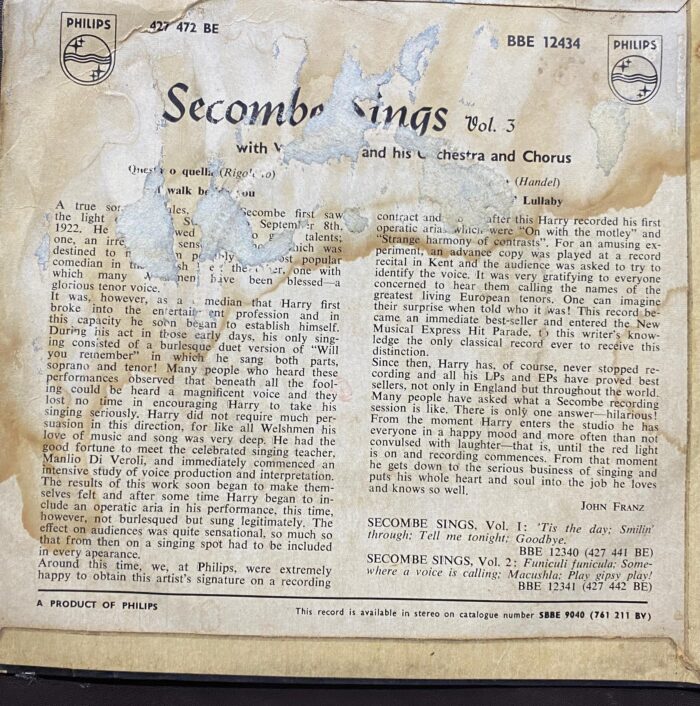 PHILIPS
427 472 BE
BBE 12434
PHILIPS
Secombe Sings Vol. 3
with and his Orchestra and Chorus
Questa o quella (Rigoletto)
(Handel)
walk you
Lullaby
A true son Secombe first saw
the light September 8th,
1922. He talents;
one, an was
destined to most popular
comedian in the one with
which many have been blessed—a
glorious tenor voice.
It was, however, as a comedian that Harry first
broke into the entertainment profession and in
this capacity he soon began to establish himself.
During his act in those early days, his only sing-
ing consisted of a burlesque duet version of "Will
you remember" in which he sang both parts,
soprano and tenor! Many people who heard these
performances observed that beneath all the fool-
ing could be heard a magnificent voice and they
lost no time in encouraging Harry to take his
singing seriously. Harry did not require much per-
suasion in this direction, for like all Welshmen his
love of music and song was very deep. He had the
good fortune to meet the celebrated singing teacher,
Manlio Di Veroli, and immediately commenced an
intensive study of voice production and interpretation.
The results of this work soon began to make them-
selves felt and after some time Harry began to in-
clude an operatic aria in his performance, this time,
however, not burlesqued but sung legitimately. The
effect on audiences was quite sensational, so much so
that from then on a singing spot had to be included
in every apearance.
Around this time, we, at Philips, were extremely
happy to obtain this artist's signature on a recording
contract and after this Harry recorded his first
operatic arias which were "On with the motley" and
"Strange harmony of contrasts". For an amusing ex-
periment, an advance copy was played at a record
recital in Kent and the audience was asked to try to
identify the voice. It was very gratifying to everyone
concerned to hear them calling the names of the
greatest living European tenors. One can imagine
their surprise when told who it was! This record be-
came an immediate best-seller and entered the New
Musical Express Hit Parade, to this writer's know-
ledge the only classical record ever to receive this
distinction.
Since then, Harry has, of course, never stopped re-
cording and all his LPs and EPs have proved best
sellers, not only in England but throughout the world.
Many people have asked what a Secombe recording
session is like. There is only one answer—hilarious!
From the moment Harry enters the studio he has
everyone in a happy mood and more often than not
convulsed with laughter—that is, until the red light
is on and recording commences. From that moment
he gets down to the serious business of singing and
puts his whole heart and soul into the job he loves
and knows so well.
JOHN FRANZ
SECOMBE SINGS, Vol. 1: 'Tis the day; Smilin'
through; Tell me tonight; Goodbye.
BBE 12340 (427 441 BE)
SECOMBE SINGS, Vol. 2: Funiculi funicula; Some-
where a voice is calling; Macushla; Play gipsy play!
BBE 12341 (427 442 BE)
A PRODUCT OF PHILIPS
This record is available in stereo on catalogue number SBBE 9040 (761 211 BV)